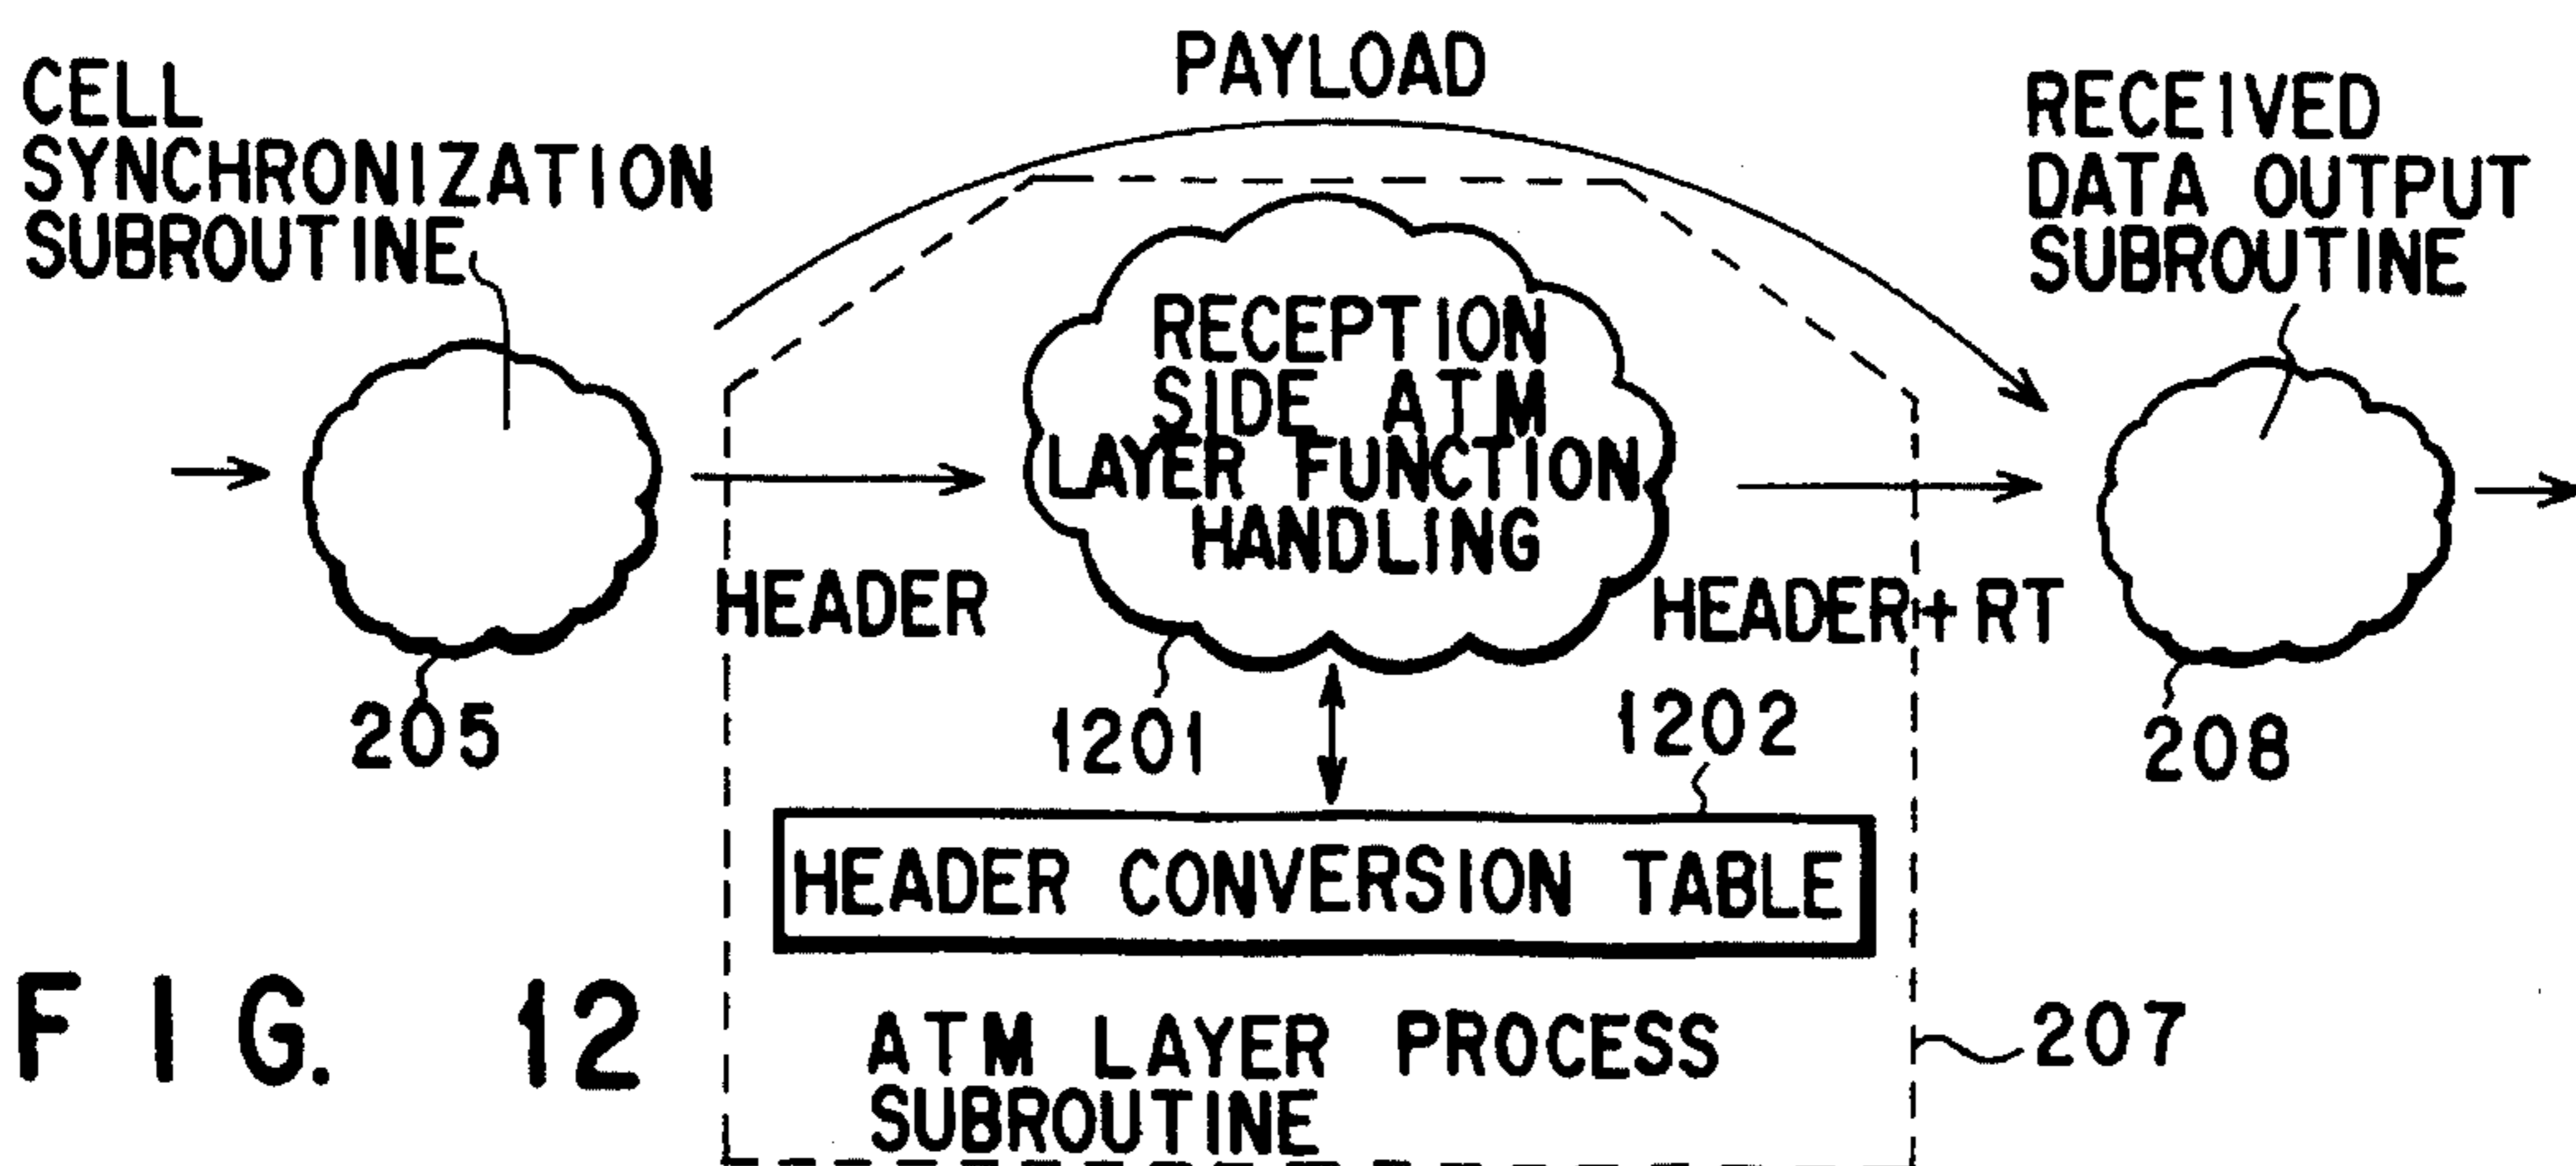 PAYLOAD
CELL
SYNCHRONIZATION
SUBROUTINE
RECEIVED
DATA OUTPUT
SUBROUTINE
RECEPTION
SIDE ATM
LAYER FUNCTION
HANDLING
HEADER
HEADER + RT
205
1201
1202
208
HEADER CONVERSION TABLE
FIG. 12
ATM LAYER PROCESS
SUBROUTINE
207